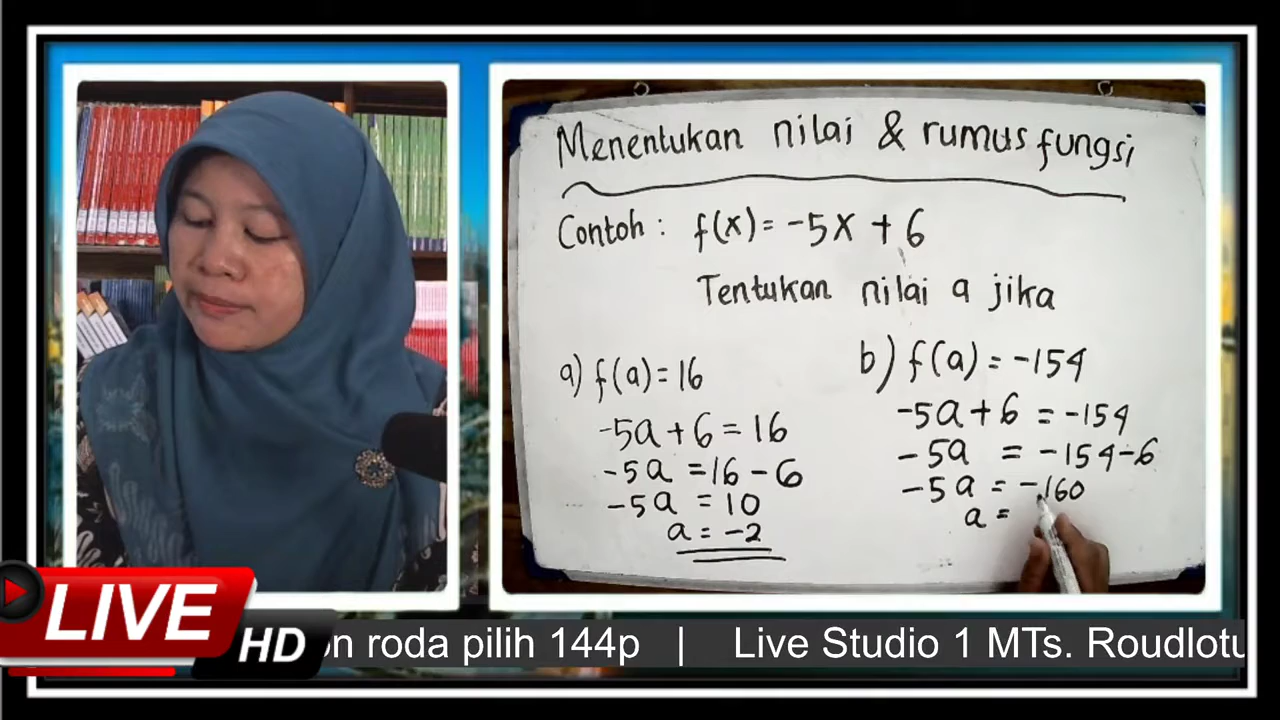 Menentukan nilai & rumus fungsi
Contoh : f(x) = -5x + 6
Tentukan nilai a jika
a) f(a) = 16
-5a + 6 = 16
-5a = 16 - 6
-5a = 10
a = -2
b) f(a) = -154
-5a + 6 = -154
-5a = -154-6
-5a = -160
a =
LIVE
HD
roda pilih 144p | Live Studio 1 MTs.